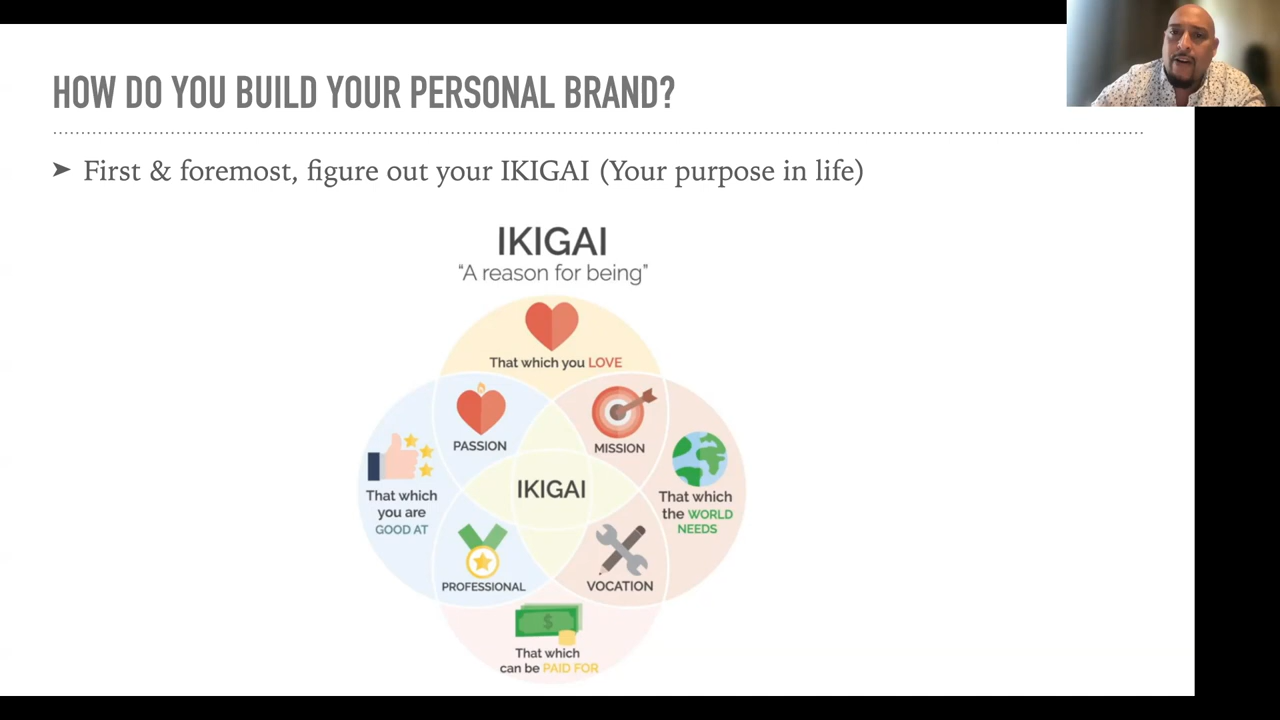 HOW DO YOU BUILD YOUR PERSONAL BRAND?
➤ First & foremost, figure out your IKIGAI (Your purpose in life)
IKIGAI
“A reason for being”
That which you LOVE
PASSION
MISSION
That which
you are
GOOD AT
IKIGAI
That which
the WORLD
NEEDS
PROFESSIONAL
VOCATION
$
That which
can be PAID FOR